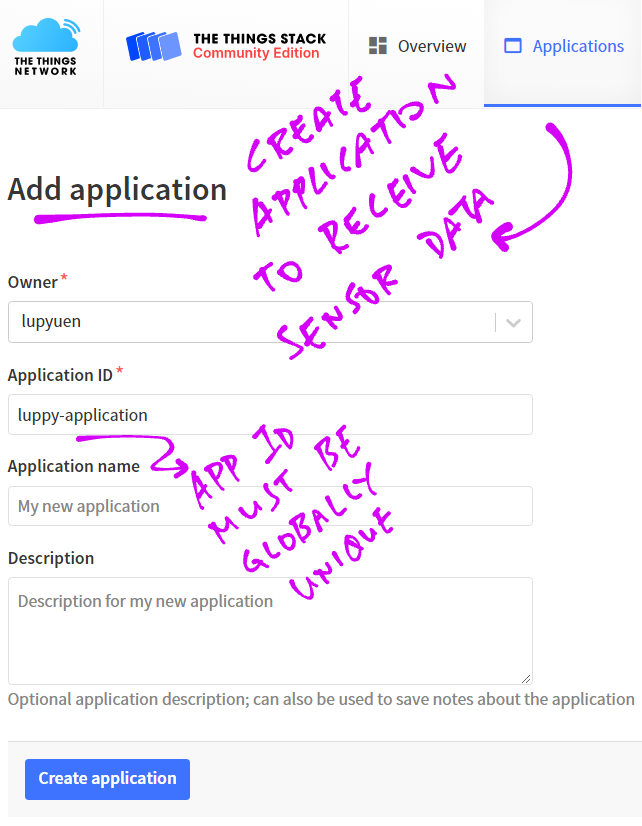 THE THINGS
NETWORK
THE THINGS STACK
Community Edition
Overview
Applications
CREATE
APPLICATION
TO RECEIVE
SENSOR DATA
Add application
Owner *
lupyuen
Application ID *
luppy-application
APP ID
MUST BE
GLOBALLY
UNIQUE
Application name
My new application
Description
Description for my new application
Optional application description; can also be used to save notes about the application
Create application